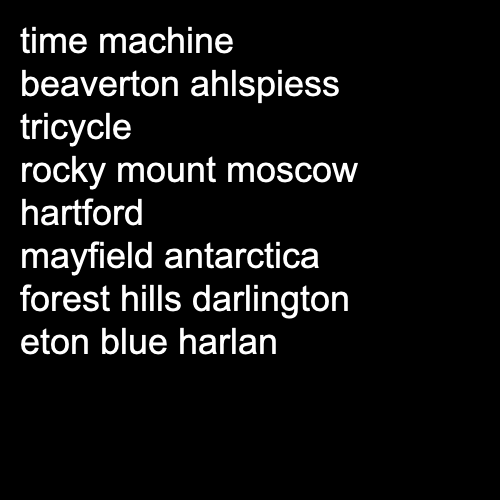 time machine
beaverton ahlspiess
tricycle
rocky mount moscow
hartford
mayfield antarctica
forest hills darlington
eton blue harlan